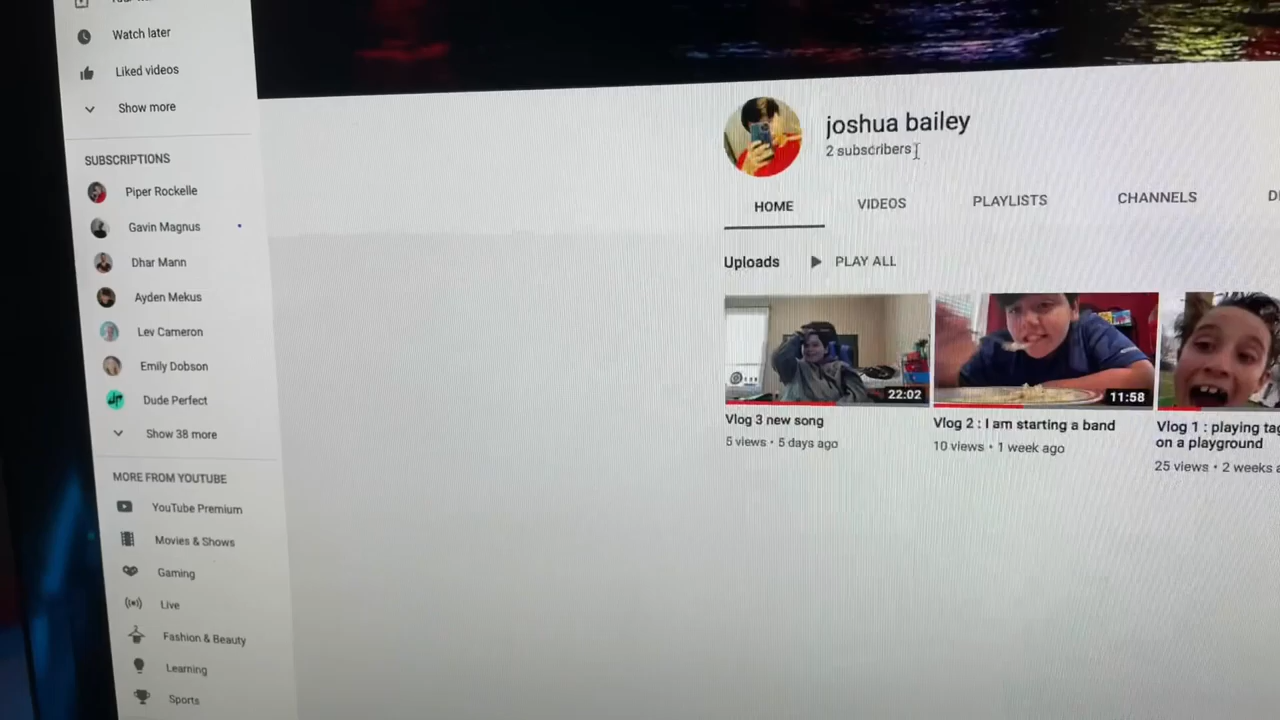 Watch later
Liked videos
Show more
SUBSCRIPTIONS
Piper Rockelle
Gavin Magnus
Dhar Mann
Ayden Mekus
Lev Cameron
Emily Dobson
Dude Perfect
Show 38 more
MORE FROM YOUTUBE
YouTube Premium
Movies & Shows
Gaming
Live
Fashion & Beauty
Learning
Sports
joshua bailey
2 subscribers
HOME VIDEOS PLAYLISTS CHANNELS
Uploads PLAY ALL
22:02
Vlog 3 new song
5 views • 5 days ago
11:58
Vlog 2 : I am starting a band
10 views • 1 week ago
Vlog 1 : playing tag
on a playground
25 views • 2 weeks a